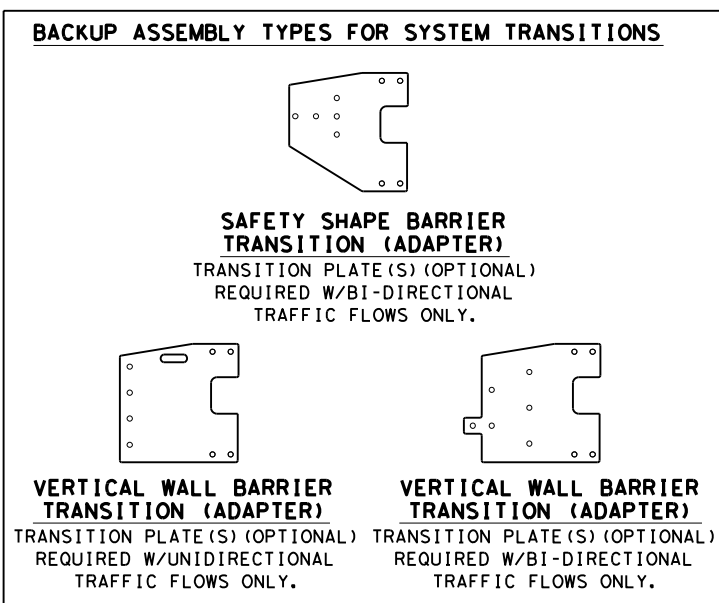 BACKUP ASSEMBLY TYPES FOR SYSTEM TRANSITIONS
SAFETY SHAPE BARRIER
TRANSITION (ADAPTER)
TRANSITION PLATE(S) (OPTIONAL)
REQUIRED W/BI-DIRECTIONAL
TRAFFIC FLOWS ONLY.
VERTICAL WALL BARRIER
TRANSITION (ADAPTER)
TRANSITION PLATE(S) (OPTIONAL)
REQUIRED W/UNIDIRECTIONAL
TRAFFIC FLOWS ONLY.
VERTICAL WALL BARRIER
TRANSITION (ADAPTER)
TRANSITION PLATE(S) (OPTIONAL)
REQUIRED W/BI-DIRECTIONAL
TRAFFIC FLOWS ONLY.